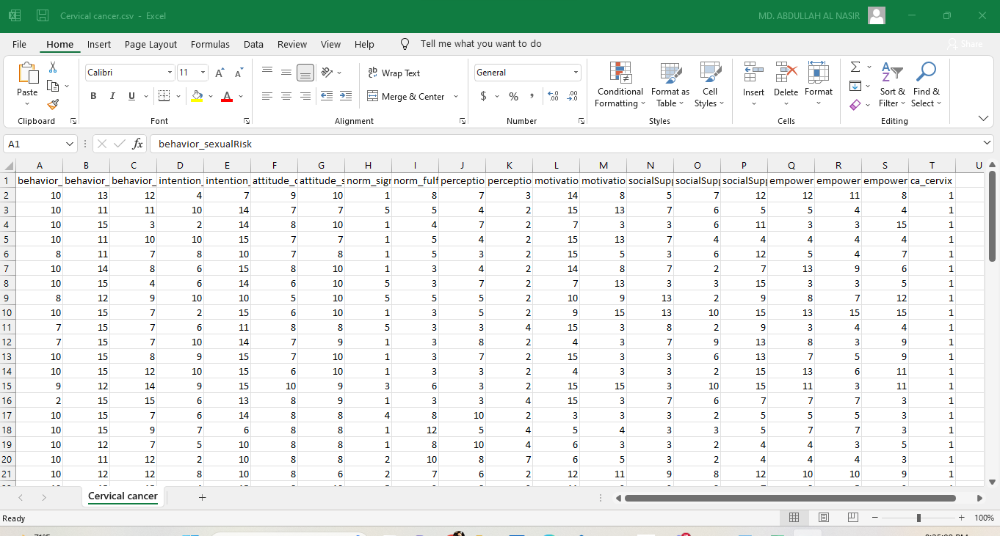 Cervical cancer.csv - Excel MD. ABDULLAH AL NASIR
File Home Insert Page Layout Formulas Data Review View Help Tell me what you want to do Share
Paste Calibri 11 Wrap Text General Conditional Formatting Format as Table Cell Styles Insert Delete Format Sort & Filter Find & Select
B I U A Merge & Center $ %
Clipboard Font Alignment Number Styles Cells Editing
A1 fx behavior_sexualRisk
A B C D E F G H I J K L M N O P Q R S T U
1 behavior_ behavior_ behavior_ intention_ intention_ attitude_c attitude_s norm_sigr norm_fulf perceptio perceptio motivatio motivatio socialSupp socialSupp socialSupp empower empower empower ca_cervix
2 10 13 12 4 7 9 10 1 8 7 3 14 8 5 7 12 12 11 8 1
3 10 11 11 10 14 7 7 5 5 4 2 15 13 7 6 5 5 4 4 1
4 10 15 3 2 14 8 10 1 4 7 2 7 3 3 6 11 3 3 15 1
5 10 11 10 10 15 7 7 1 5 4 2 15 13 7 4 4 4 4 4 1
6 8 11 7 8 10 7 8 1 5 3 2 15 5 3 6 12 5 4 7 1
7 10 14 8 6 15 8 10 1 3 4 2 14 8 7 2 7 13 9 6 1
8 10 15 4 6 14 6 10 5 3 7 2 7 13 3 3 15 3 3 5 1
9 8 12 9 10 10 5 10 5 5 5 2 10 9 13 2 9 8 7 12 1
10 10 15 7 2 15 6 10 1 3 5 2 9 15 13 10 15 13 15 15 1
11 7 15 7 6 11 8 8 5 3 3 4 15 3 8 2 9 3 4 4 1
12 7 15 7 10 14 7 9 1 3 8 2 4 3 7 9 13 8 3 9 1
13 10 15 8 9 15 7 10 1 3 7 2 15 3 3 6 13 7 5 9 1
14 10 15 12 10 15 6 10 1 3 3 2 4 3 3 2 15 13 6 11 1
15 9 12 14 9 15 10 9 3 6 3 2 15 15 3 10 15 11 3 11 1
16 2 15 15 6 13 8 9 1 3 3 4 15 3 7 6 7 7 7 3 1
17 10 15 7 6 14 8 8 4 8 10 2 3 3 3 2 5 5 5 3 1
18 10 15 9 7 6 8 8 1 12 5 4 5 4 3 3 5 7 7 3 1
19 10 12 7 5 10 8 8 1 8 10 4 6 3 3 2 4 4 3 5 1
20 10 11 12 2 10 8 8 2 10 8 7 6 5 3 2 4 4 4 3 1
21 10 12 12 8 10 8 6 2 7 6 2 12 11 9 8 12 10 10 9 1
Cervical cancer
Ready 100%